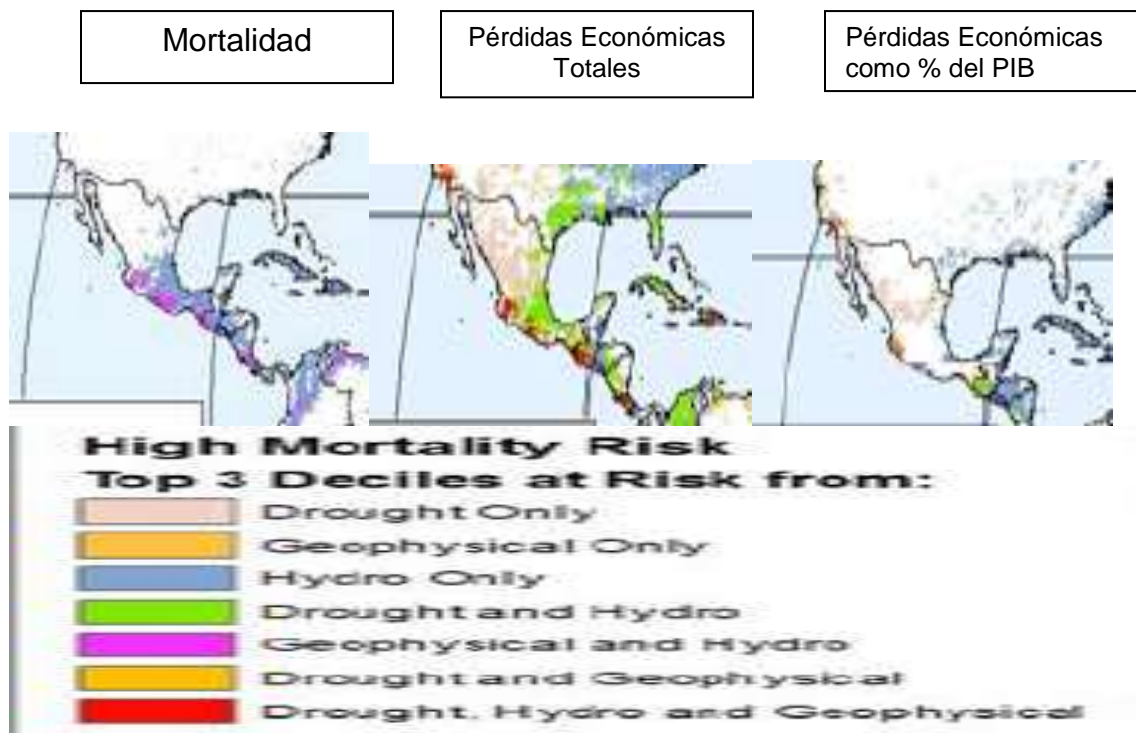 Mortalidad
Pérdidas Económicas
Totales
Pérdidas Económicas
como % del PIB
High Mortality Risk
Top 3 Deciles at Risk from:
Drought Only
Geophysical Only
Hydro Only
Drought and Hydro
Geophysical and Hydro
Drought and Geophysical
Drought, Hydro and Geophysical